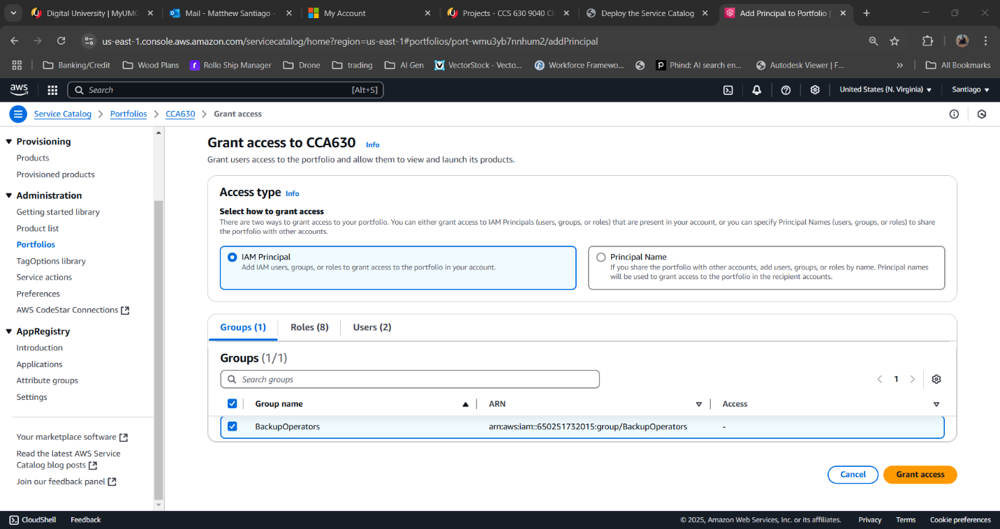 Digital University | MyUMG
Mail - Matthew Santiago -
My Account
Projects - CCS 630 9040 Cl
Deploy the Service Catalog
Add Principal to Portfolio |
us-east-1.console.aws.amazon.com/servicecatalog/home?region=us-east-1#portfolios/port-wmu3yb7nnhum2/addPrincipal
Banking/Credit
Wood Plans
Rollo Ship Manager
Drone
trading
AI Gen
VectorStock - Vecto...
Workforce Framewo...
Phind: AI search en...
Autodesk Viewer | F...
All Bookmarks
aws
Search
[Alt+S]
United States (N. Virginia)
Santiago
Service Catalog
Portfolios
CCA630
Grant access
Provisioning
Products
Provisioned products
Administration
Getting started library
Product list
Portfolios
TagOptions library
Service actions
Preferences
AWS CodeStar Connections
AppRegistry
Introduction
Applications
Attribute groups
Settings
Your marketplace software
Read the latest AWS Service
Catalog blog posts
Join our feedback panel
Grant access to CCA630 Info
Grant users access to the portfolio and allow them to view and launch its products.
Access type Info
Select how to grant access
There are two ways to grant access to your portfolio. You can either grant access to IAM Principals (users, groups, or roles) that are present in your account, or you can specify Principal Names (users, groups, or roles) to share
the portfolio with other accounts.
IAM Principal
Add IAM users, groups, or roles to grant access to the portfolio in your account.
Principal Name
If you share the portfolio with other accounts, add users, groups, or roles by name. Principal names
will be used to grant access to the portfolio in the recipient accounts.
Groups (1)
Roles (8)
Users (2)
Groups (1/1)
Search groups
1
Group name
ARN
Access
BackupOperators
arn:aws:iam::650251732015:group/BackupOperators
-
Cancel
Grant access
CloudShell
Feedback
© 2025, Amazon Web Services, Inc. or its affiliates.
Privacy
Terms
Cookie preferences